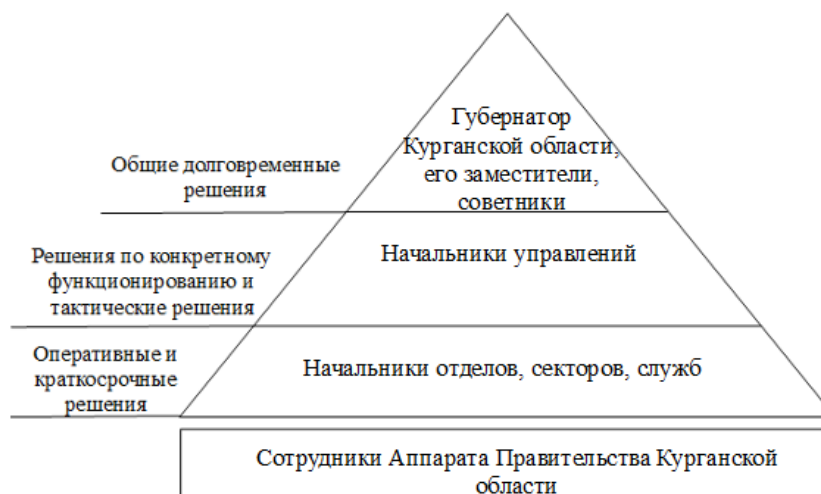 Губернатор
Курганской области,
его заместители,
советники
Общие долговременные
решения
Начальники управлений
Решения по конкретному
функционированию и
тактические решения
Начальники отделов, секторов, служб
Оперативные и
краткосрочные
решения
Сотрудники Аппарата Правительства Курганской
области